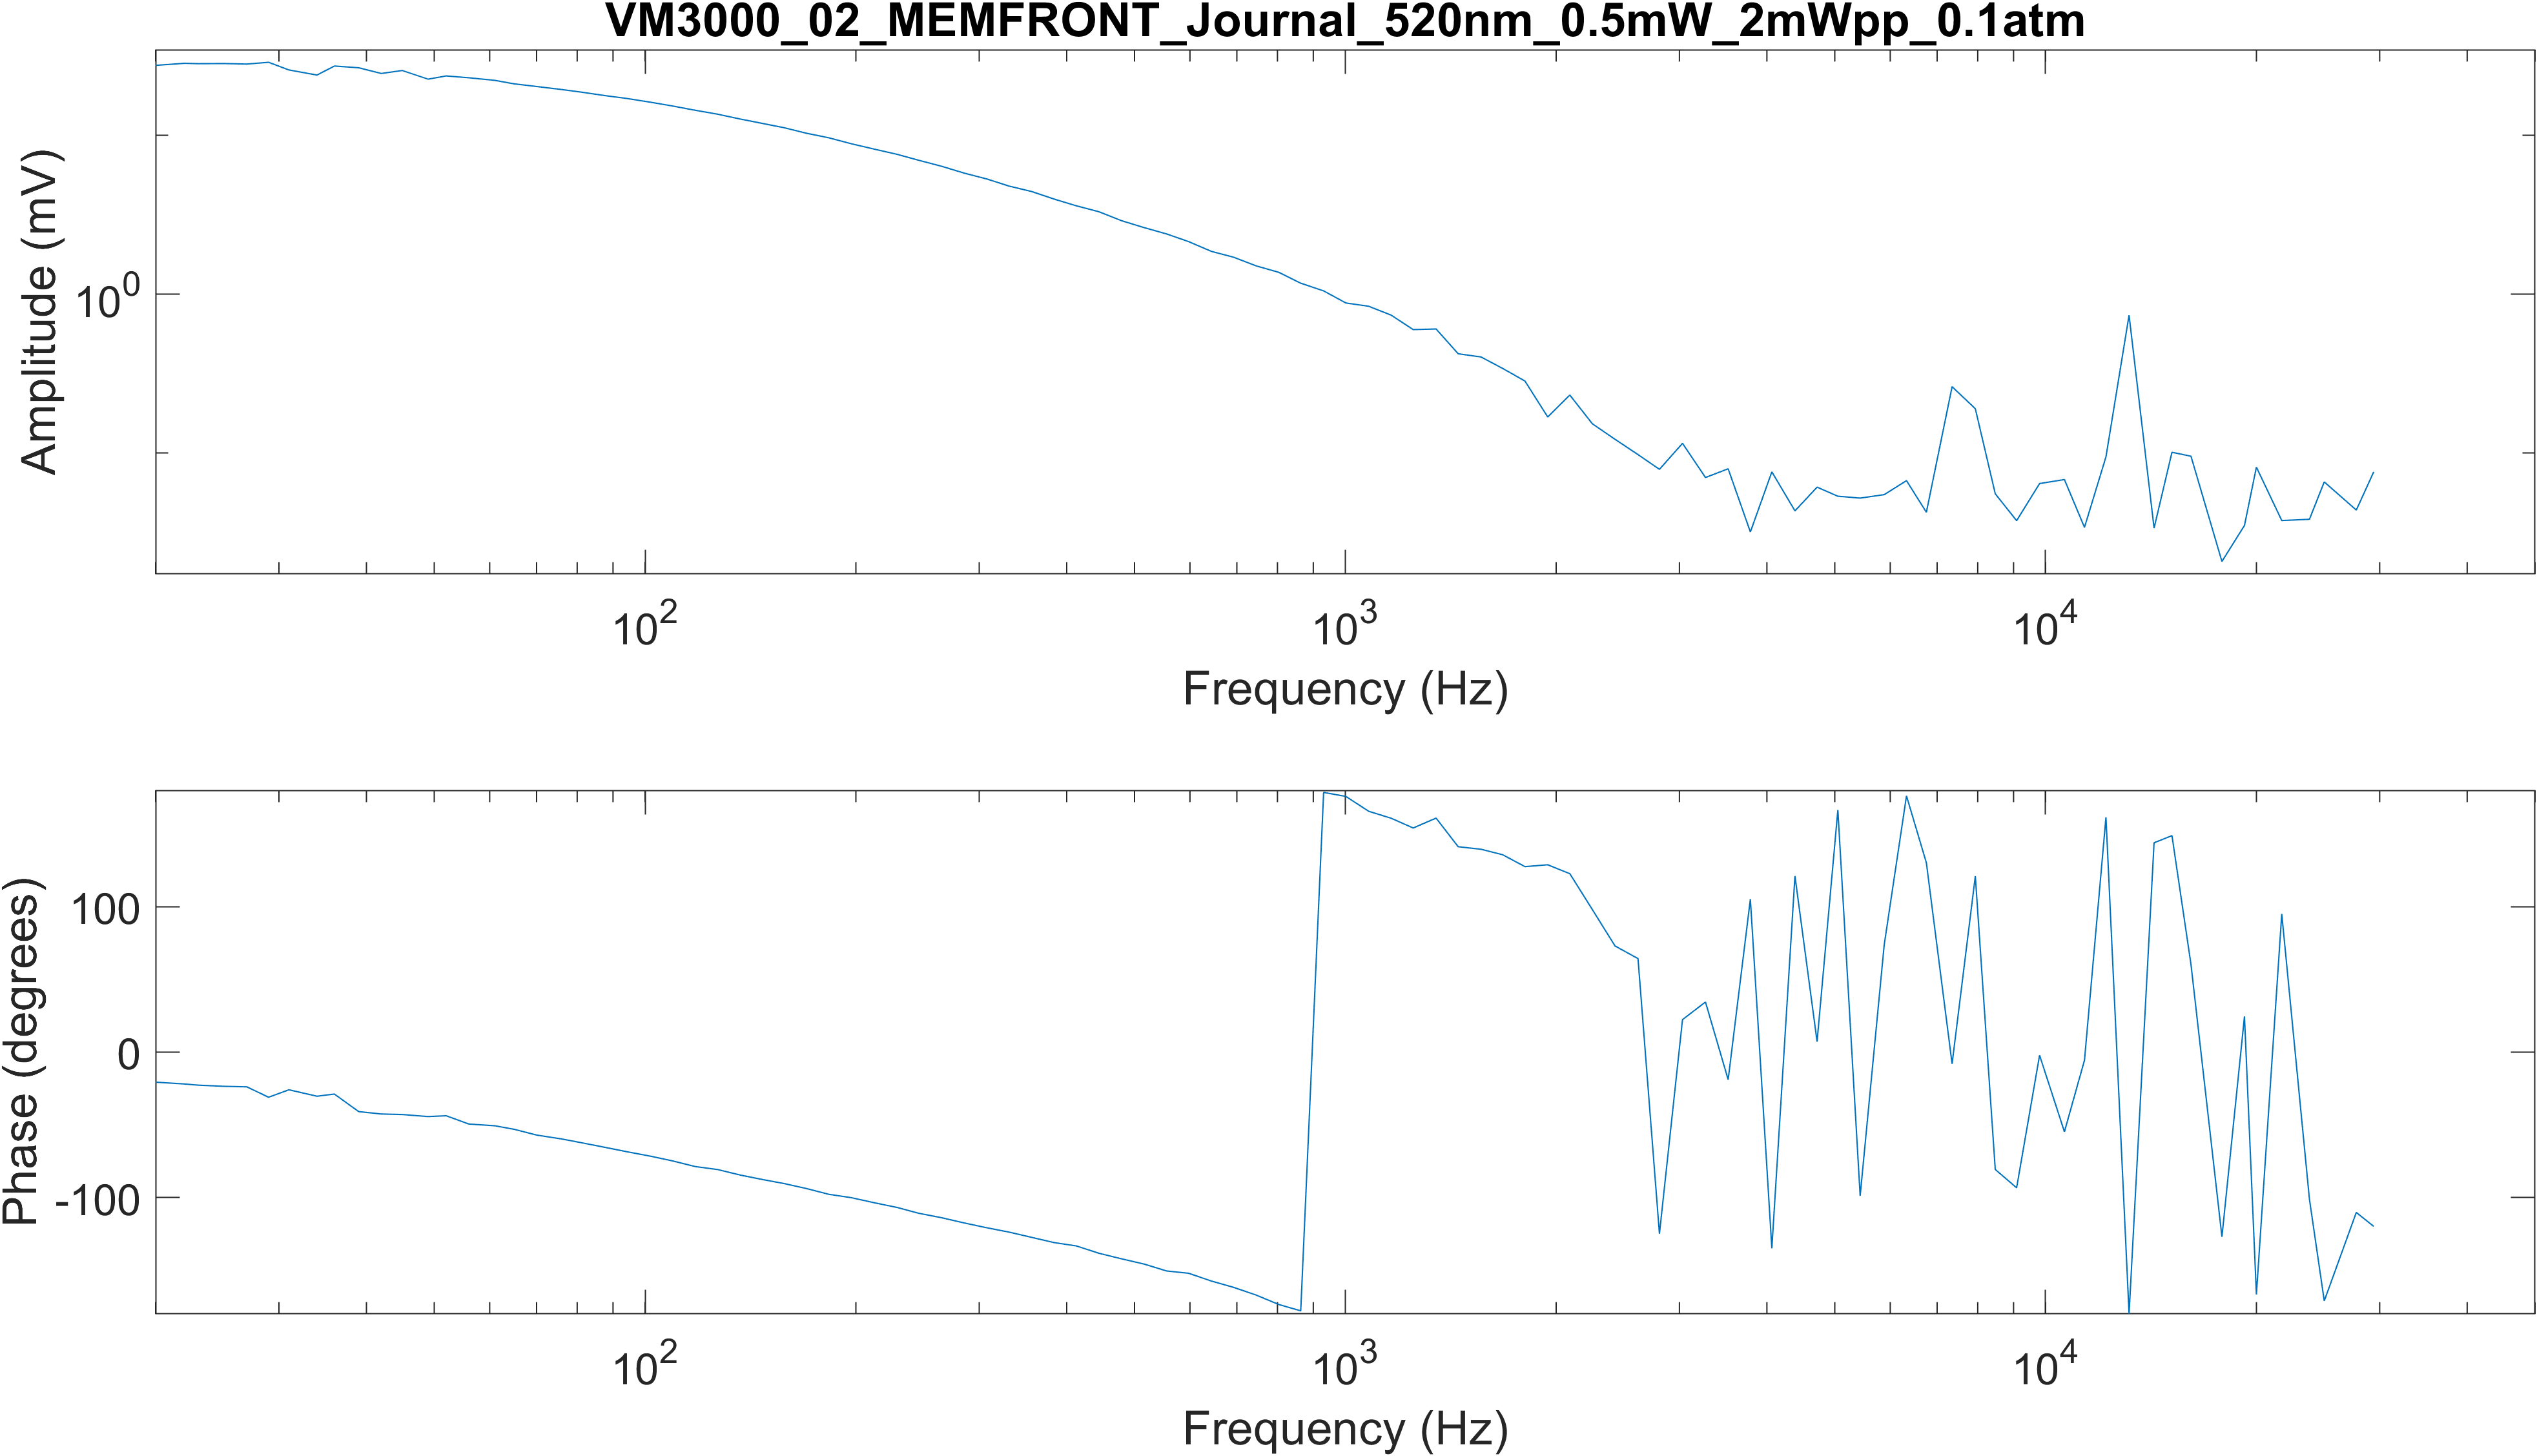 VM3000_02_MEMFRONT_Journal_520nm_0.5mW_2mWpp_0.1atm
Amplitude (mV)
10^0
10^2
10^3
10^4
Frequency (Hz)
Phase (degrees)
100
0
-100
10^2
10^3
10^4
Frequency (Hz)